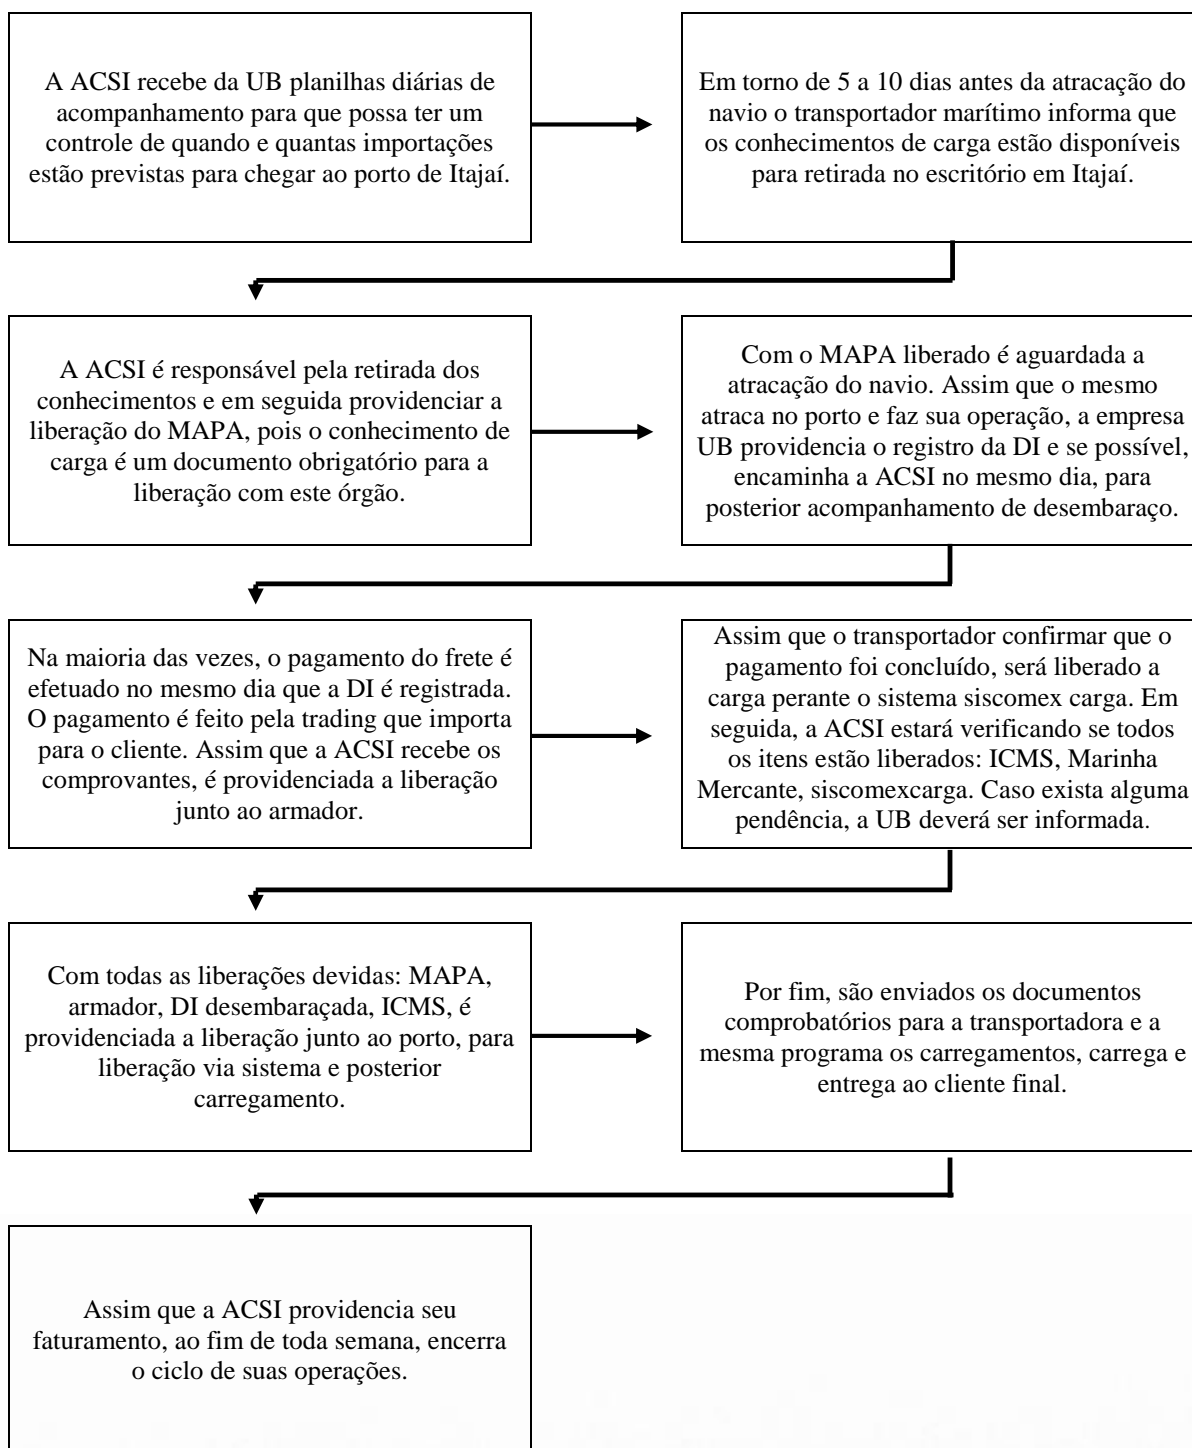 A ACSI recebe da UB planilhas diárias de
acompanhamento para que possa ter um
controle de quando e quantas importações
estão previstas para chegar ao porto de Itajaí.
Em torno de 5 a 10 dias antes da atracação do
navio o transportador marítimo informa que
os conhecimentos de carga estão disponíveis
para retirada no escritório em Itajaí.
A ACSI é responsável pela retirada dos
conhecimentos e em seguida providenciar a
liberação do MAPA, pois o conhecimento de
carga é um documento obrigatório para a
liberação com este órgão.
Com o MAPA liberado é aguardada a
atracação do navio. Assim que o mesmo
atraca no porto e faz sua operação, a empresa
UB providencia o registro da DI e se possível,
encaminha a ACSI no mesmo dia, para
posterior acompanhamento de desembaraço.
Na maioria das vezes, o pagamento do frete é
efetuado no mesmo dia que a DI é registrada.
O pagamento é feito pela trading que importa
para o cliente. Assim que a ACSI recebe os
comprovantes, é providenciada a liberação
junto ao armador.
Assim que o transportador confirmar que o
pagamento foi concluído, será liberado a
carga perante o sistema siscomex carga. Em
seguida, a ACSI estará verificando se todos
os itens estão liberados: ICMS, Marinha
Mercante, siscomexcarga. Caso exista alguma
pendência, a UB deverá ser informada.
Com todas as liberações devidas: MAPA,
armador, DI desembaraçada, ICMS, é
providenciada a liberação junto ao porto, para
liberação via sistema e posterior
carregamento.
Por fim, são enviados os documentos
comprobatórios para a transportadora e a
mesma programa os carregamentos, carrega e
entrega ao cliente final.
Assim que a ACSI providencia seu
faturamento, ao fim de toda semana, encerra
o ciclo de suas operações.